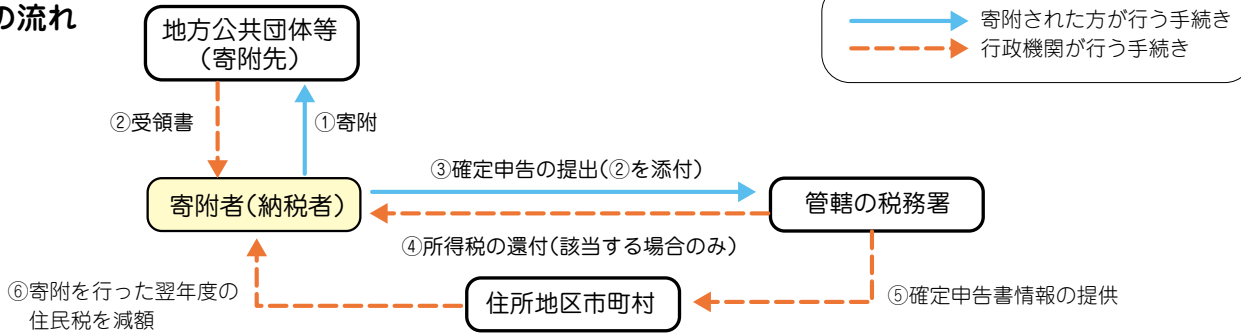 の流れ
寄附された方が行う手続き
行政機関が行う手続き
地方公共団体等
(寄附先)
②受領書
①寄附
③確定申告の提出(②を添付)
寄附者(納税者)
管轄の税務署
④所得税の還付(該当する場合のみ)
⑥寄附を行った翌年度の
住民税を減額
住所地区市町村
⑤確定申告書情報の提供